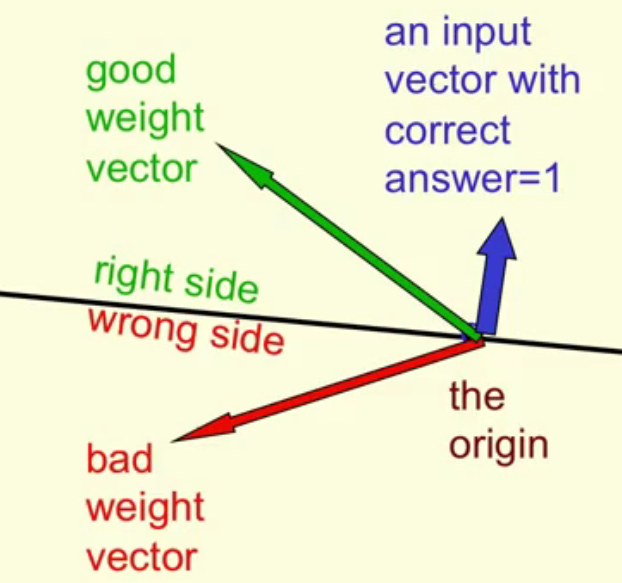 good
weight
vector
an input
vector with
correct
answer=1
right side
wrong side
the
origin
bad
weight
vector